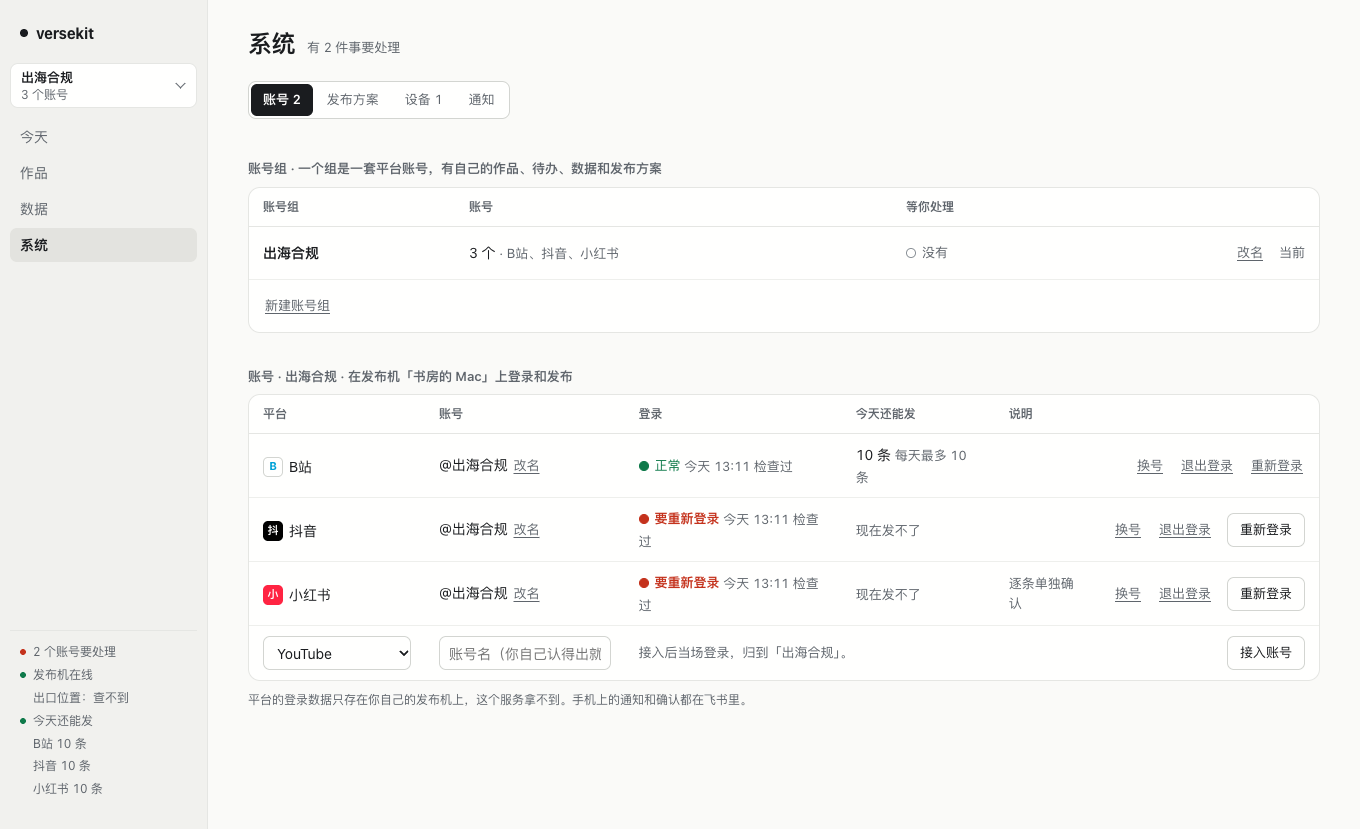 versekit
出海合规
3 个账号
今天
作品
数据
系统
2 个账号要处理
发布机在线
出口位置：查不到
今天还能发
B站 10 条
抖音 10 条
小红书 10 条
系统 有 2 件事要处理
账号 2 发布方案 设备 1 通知
账号组 · 一个组是一套平台账号，有自己的作品、待办、数据和发布方案
账号组 账号 等你处理
出海合规 3 个 · B站、抖音、小红书 没有 改名 当前
新建账号组
账号 · 出海合规 · 在发布机「书房的 Mac」上登录和发布
平台 账号 登录 今天还能发 说明
B B站 @出海合规 改名 正常 今天 13:11 检查过 10 条 每天最多 10
条 换号 退出登录 重新登录
抖 抖音 @出海合规 改名 要重新登录 今天 13:11 检查
过 现在发不了 换号 退出登录 重新登录
小 小红书 @出海合规 改名 要重新登录 今天 13:11 检查
过 现在发不了 逐条单独确
认 换号 退出登录 重新登录
YouTube 账号名（你自己认得出就 接入后当场登录，归到「出海合规」。 接入账号
平台的登录数据只存在你自己的发布机上，这个服务拿不到。手机上的通知和确认都在飞书里。